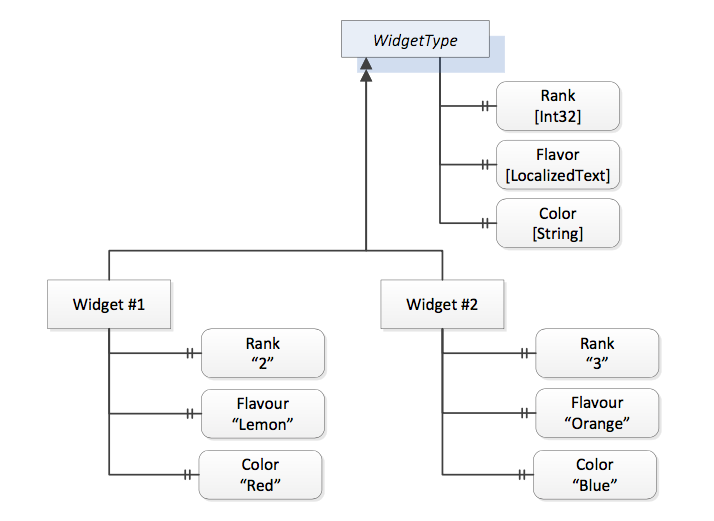 WidgetType
Rank
[Int32]
Flavor
[LocalizedText]
Color
[String]
Widget #1
Rank
“2”
Flavour
“Lemon”
Color
“Red”
Widget #2
Rank
“3”
Flavour
“Orange”
Color
“Blue”